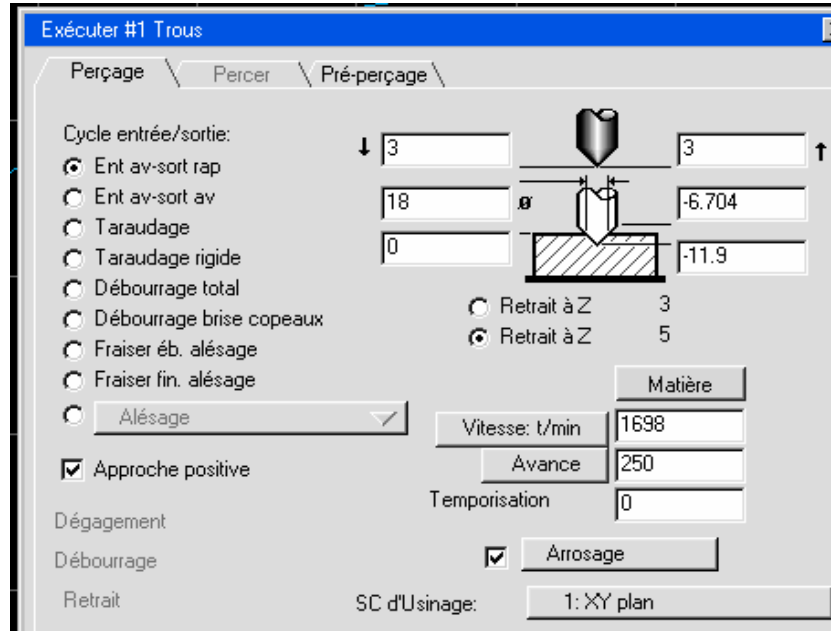 Exécuter #1 Trous
Perçage Percer Pré-perçage
Cycle entrée/sortie:
Ent av-sort rap
Ent av-sort av
Taraudage
Taraudage rigide
Débourrage total
Débourrage brise copeaux
Fraiser éb. alésage
Fraiser fin. alésage
Alésage
Approche positive
Dégagement
Débourrage
Retrait
3 3
18 ø -6.704
0 -11.9
Retrait à Z 3
Retrait à Z 5
Matière
Vitesse: t/min 1698
Avance 250
Temporisation 0
Arrosage
SC d'Usinage: 1: XY plan